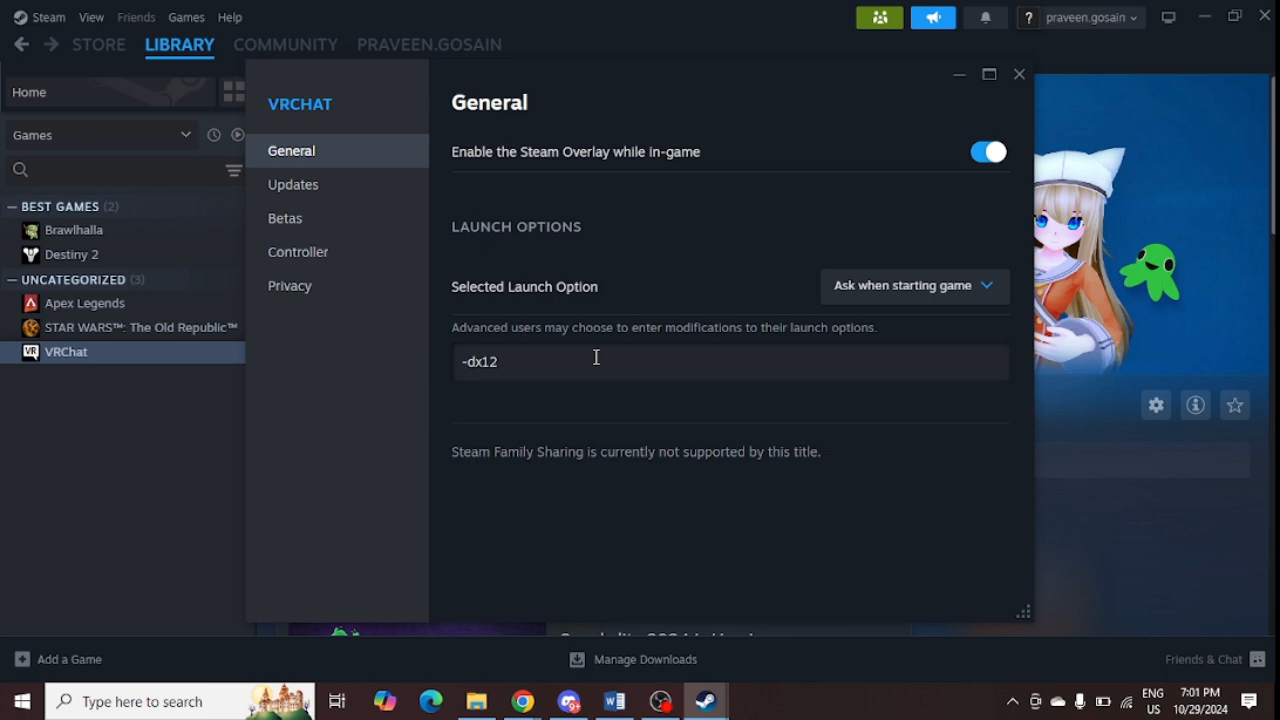 Steam View Friends Games Help
? praveen.gosain
STORE LIBRARY COMMUNITY PRAVEEN.GOSAIN
Home
Games
BEST GAMES (2)
Brawlhalla
Destiny 2
UNCATEGORIZED (3)
Apex Legends
STAR WARS™: The Old Republic™
VR VRChat
VRCHAT
General
Updates
Betas
Controller
Privacy
General
Enable the Steam Overlay while in-game
LAUNCH OPTIONS
Selected Launch Option
Ask when starting game
Advanced users may choose to enter modifications to their launch options.
-dx12
Steam Family Sharing is currently not supported by this title.
Add a Game
Manage Downloads
Friends & Chat
Type here to search
ENG
US
7:01 PM
10/29/2024